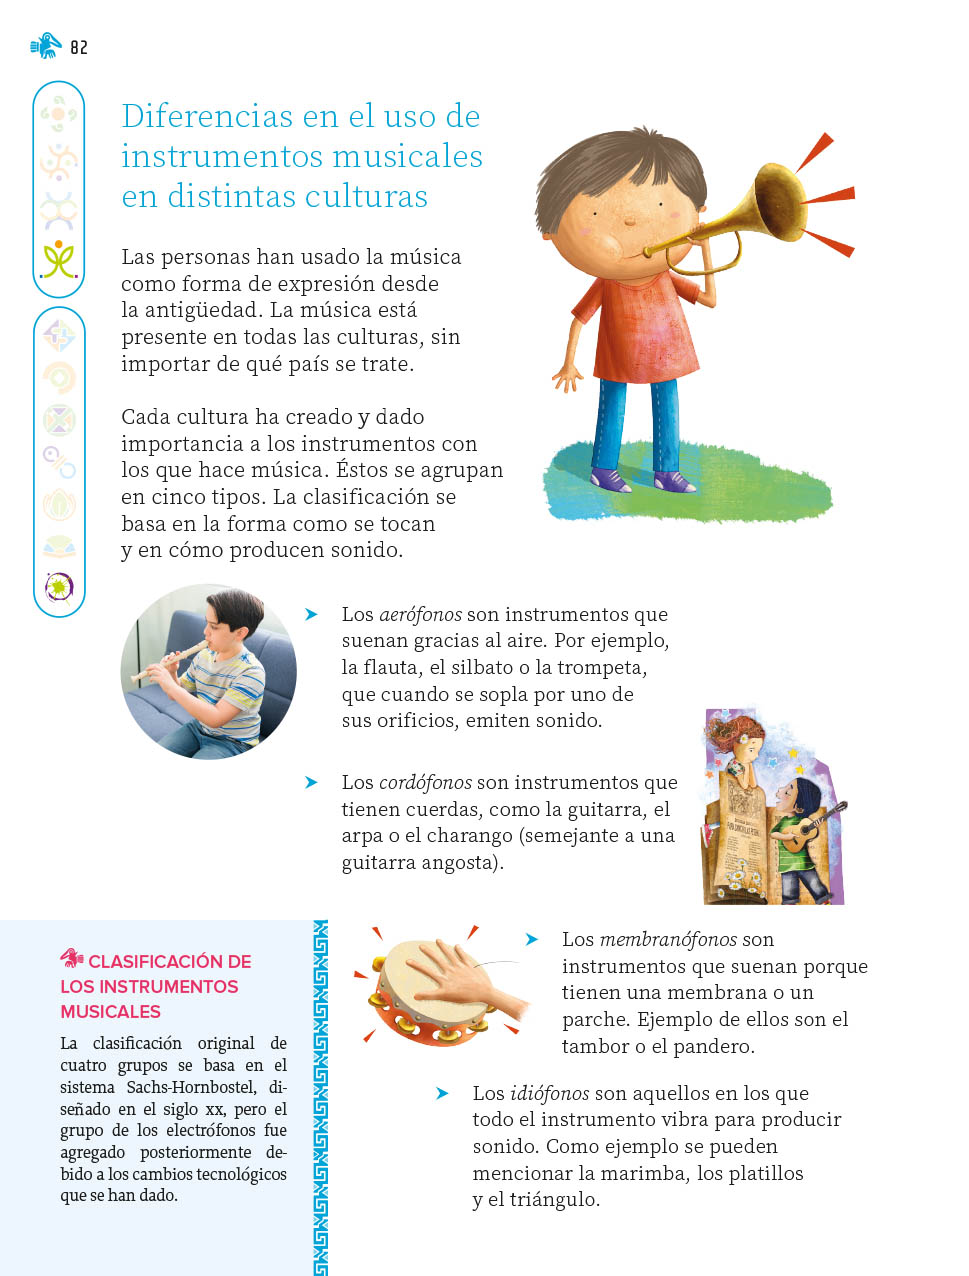 82
Diferencias en el uso de
instrumentos musicales
en distintas culturas
Las personas han usado la música
como forma de expresión desde
la antigüedad. La música está
presente en todas las culturas, sin
importar de qué país se trate.
Cada cultura ha creado y dado
importancia a los instrumentos con
los que hace música. Éstos se agrupan
en cinco tipos. La clasificación se
basa en la forma como se tocan
y en cómo producen sonido.
Los aerófonos son instrumentos que
suenan gracias al aire. Por ejemplo,
la flauta, el silbato o la trompeta,
que cuando se sopla por uno de
sus orificios, emiten sonido.
Los cordófonos son instrumentos que
tienen cuerdas, como la guitarra, el
arpa o el charango (semejante a una
guitarra angosta).
Los membranófonos son
instrumentos que suenan porque
tienen una membrana o un
parche. Ejemplo de ellos son el
tambor o el pandero.
Los idiófonos son aquellos en los que
todo el instrumento vibra para producir
sonido. Como ejemplo se pueden
mencionar la marimba, los platillos
y el triángulo.
CLASIFICACIÓN DE
LOS INSTRUMENTOS
MUSICALES
La clasificación original de
cuatro grupos se basa en el
sistema Sachs-Hornbostel, di-
señado en el siglo xx, pero el
grupo de los electrófonos fue
agregado posteriormente de-
bido a los cambios tecnológicos
que se han dado.